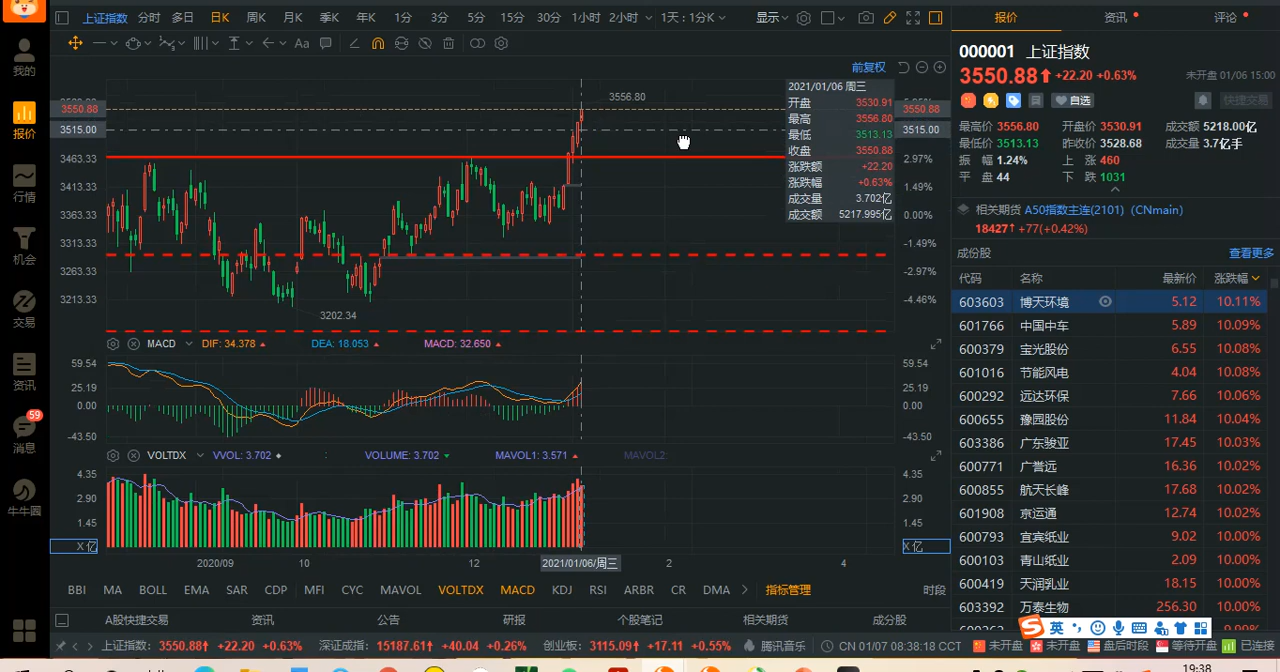 上证指数 分时 多日 日K 周K 月K 季K 年K 1分 3分 5分 15分 30分 1小时 2小时 1天：1分K 显示
Aa
我的
报价
行情
机会
交易
资讯
59
消息
牛牛圈
前复权
3556.80
3550.88
3515.00
3463.33
3413.33
3363.33
3313.33
3263.33
3213.33
3202.34
2021/01/06 周三
开盘 3530.91
最高 3556.80
最低 3513.13
收盘 3550.88
涨跌额 +22.20
涨跌幅 +0.63%
成交量 3.702亿
成交额 5217.995亿
3550.88
3515.00
2.97%
1.49%
0.00%
-1.49%
-2.97%
-4.46%
MACD DIF: 34.378 DEA: 18.053 MACD: 32.650
59.54 59.54
25.19 25.19
0.00 0.00
-43.50 -43.50
VOLTDX VVOL: 3.702 : VOLUME: 3.702 MAVOL1: 3.571 MAVOL2:
4.35 4.35
2.90 2.90
1.45 1.45
X 亿 X 亿
2020/09 10 12 2021/01/06/周三 2 4
BBI MA BOLL EMA SAR CDP MFI CYC MAVOL VOLTDX MACD KDJ RSI ARBR CR DMA 指标管理 时段
A股快捷交易 资讯 公告 研报 个股笔记 相关期货 成分股
上证指数: 3550.88 +22.20 +0.63% 深证成指: 15187.61 +40.04 +0.26% 创业板: 3115.09 +17.11 +0.55% 腾讯音乐 CN 01/07 08:38:18 CCT 未开盘 未开盘 盘后时段 等待开盘 已连接
报价 资讯 评论
000001 上证指数
3550.88 +22.20 +0.63% 未开盘 01/06 15:00
自选 快捷交易
最高价 3556.80 开盘价 3530.91 成交额 5218.00亿
最低价 3513.13 昨收价 3528.68 成交量 3.7亿手
振 幅 1.24% 上 涨 460
平 盘 44 下 跌 1031
相关期货 A50指数主连(2101) (CNmain)
18427 +77(+0.42%)
成份股 查看更多
代码 名称 最新价 涨跌幅
603603 博天环境 5.12 10.11%
601766 中国中车 5.89 10.09%
600379 宝光股份 6.55 10.08%
601016 节能风电 4.04 10.08%
600292 远达环保 7.66 10.06%
600655 豫园股份 11.84 10.04%
603386 广东骏亚 17.45 10.03%
600771 广誉远 16.36 10.02%
600855 航天长峰 17.68 10.02%
601908 京运通 12.74 10.02%
600793 宜宾纸业 9.02 10.00%
600103 青山纸业 2.09 10.00%
600419 天润乳业 18.15 10.00%
603392 万泰生物 256.30 10.00%
英
19:38